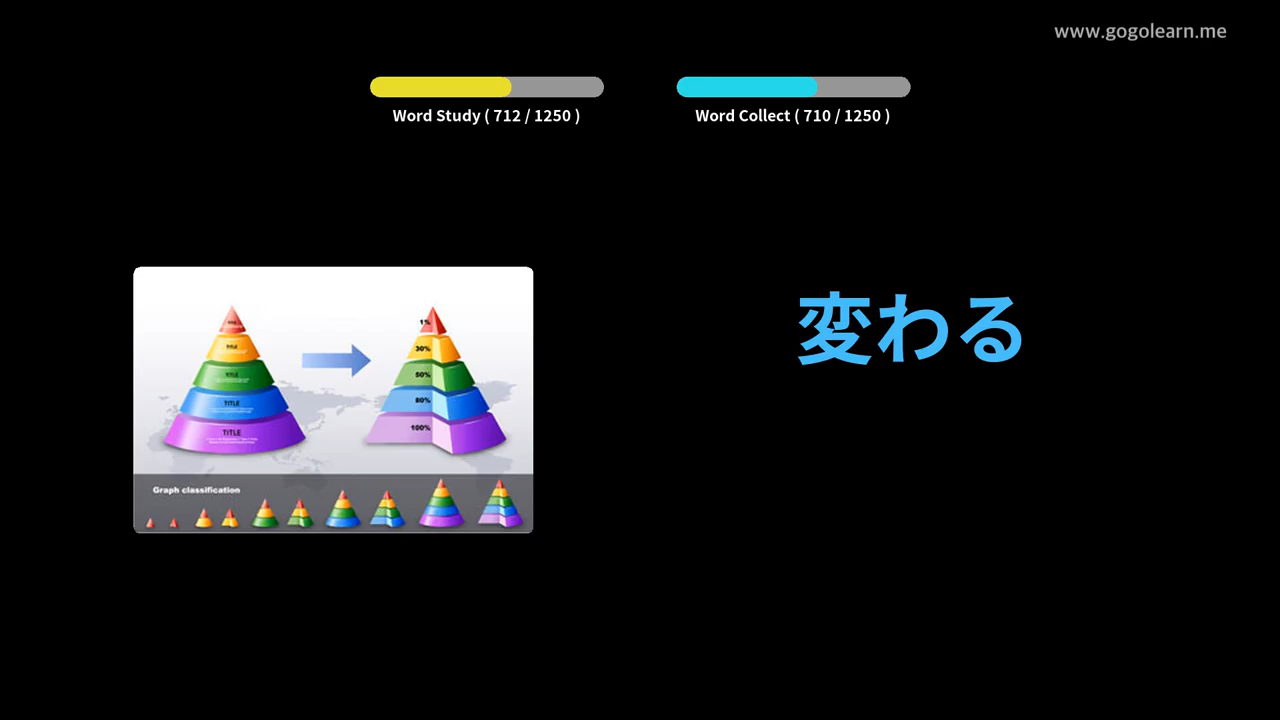 www.gogolearn.me
Word Study ( 712 / 1250 )
Word Collect ( 710 / 1250 )
変わる
TITLE
TITLE
TITLE
TITLE
1%
30%
50%
80%
100%
Graph classification